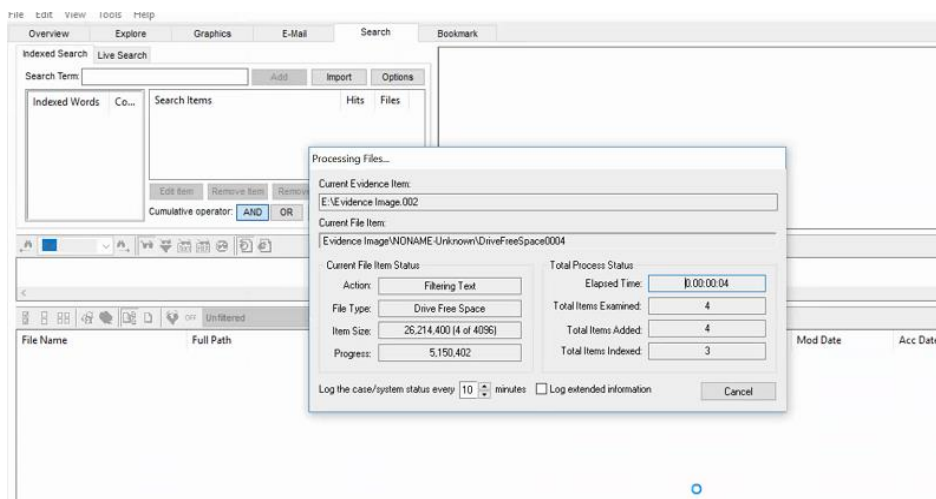 File Edit View Tools Help
Overview Explore Graphics E-Mail Search Bookmark
Indexed Search Live Search
Search Term: Add Import Options
Indexed Words Co... Search Items Hits Files
Edit Item Remove Item Remove
Cumulative operator: AND OR
OFF Unfiltered
File Name Full Path Mod Date Acc Date
Processing Files...
Current Evidence Item:
E:\Evidence Image.002
Current File Item:
Evidence Image\NONAME-Unknown\DriveFreeSpace0004
Current File Item Status
Action: Filtering Text
File Type: Drive Free Space
Item Size: 26,214,400 (4 of 4096)
Progress: 5,150,402
Total Process Status
Elapsed Time: 0.00:00:04
Total Items Examined: 4
Total Items Added: 4
Total Items Indexed: 3
Log the case/system status every 10 minutes Log extended information Cancel